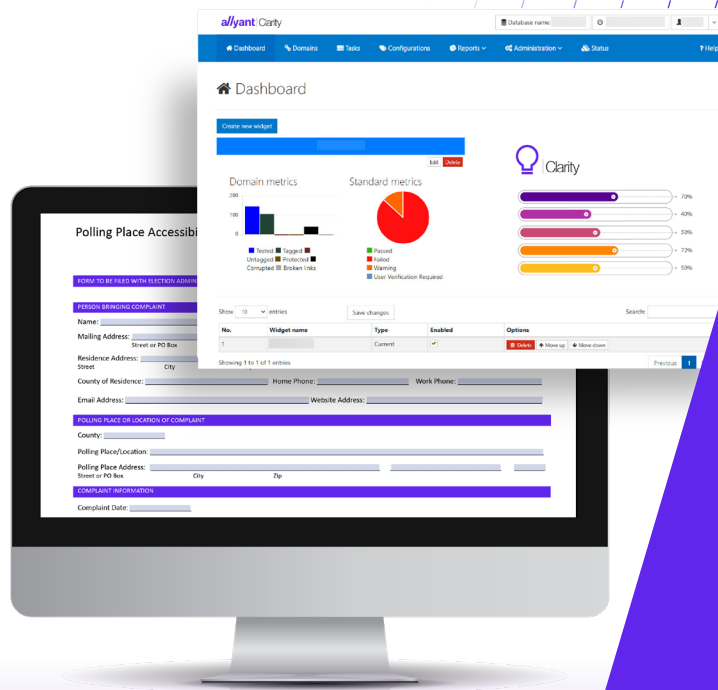 allyant | Clarity
Database name:
Dashboard Domains Tasks Configurations Reports Administration Status ? Help
Dashboard
Create new widget
Edit Delete
Domain metrics
Standard metrics
200
100
0
Tested Tagged
Untagged Protected
Corrupted Broken links
Passed
Failed
Warning
User Verification Required
Clarity
70%
40%
50%
72%
50%
Show 10 entries
Save changes
Search:
No. Widget name Type Enabled Options
1 Current Delete Move up Move down
Showing 1 to 1 of 1 entries
Previous 1
Polling Place Accessibi
FORM TO BE FILED WITH ELECTION ADMIN
PERSON BRINGING COMPLAINT
Name:
Mailing Address:
Street or PO Box
Residence Address:
Street City
County of Residence: Home Phone: Work Phone:
Email Address: Website Address:
POLLING PLACE OR LOCATION OF COMPLAINT
County:
Polling Place/Location:
Polling Place Address:
Street or PO Box City Zip
COMPLAINT INFORMATION
Complaint Date: